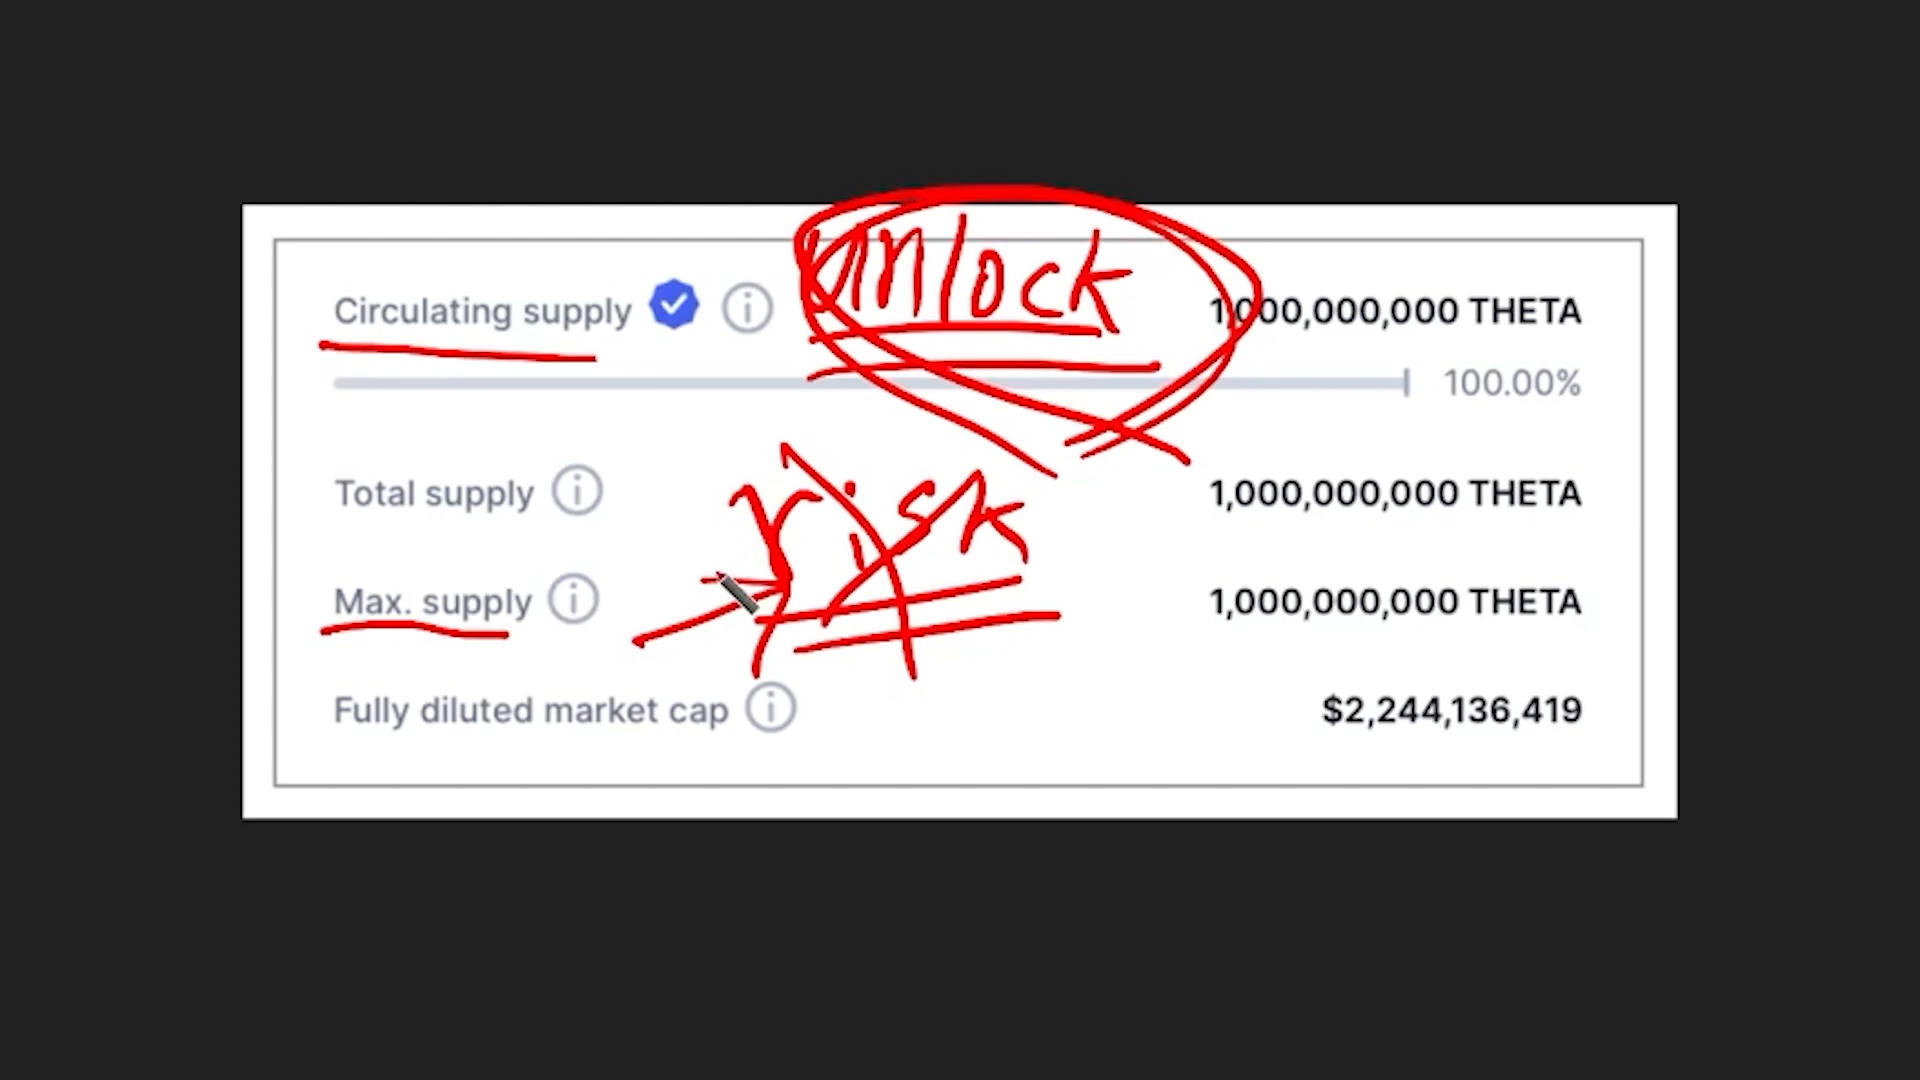 unlock
Circulating supply 1,000,000,000 THETA
100.00%
risk
Total supply 1,000,000,000 THETA
Max. supply 1,000,000,000 THETA
Fully diluted market cap $2,244,136,419